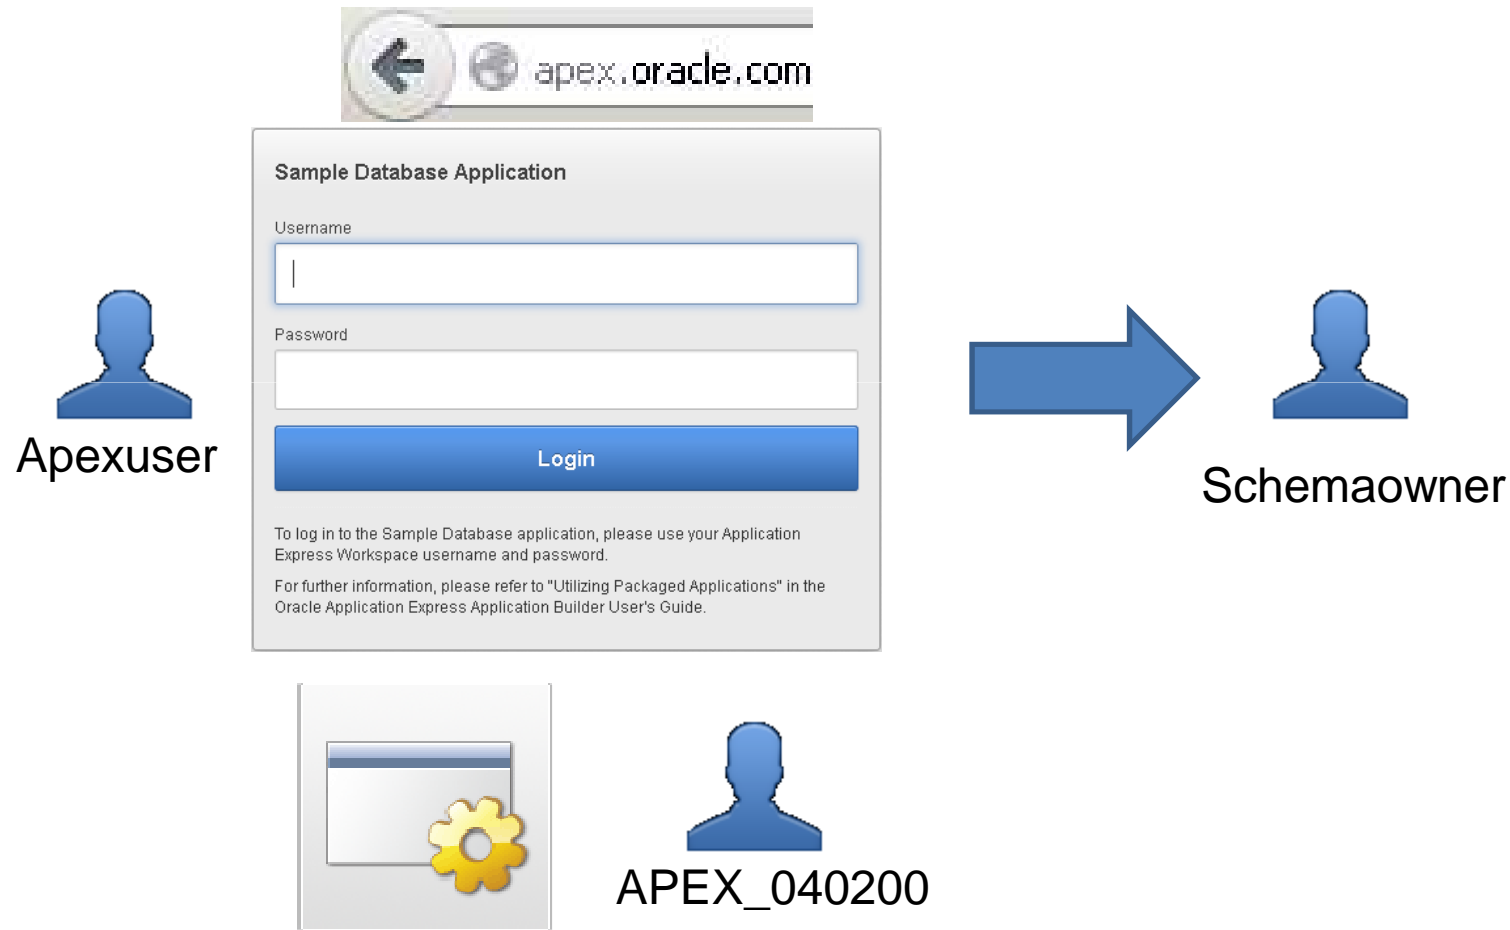 apex.oracle.com
Sample Database Application
Username
Password
Login
To log in to the Sample Database application, please use your Application
Express Workspace username and password.
For further information, please refer to "Utilizing Packaged Applications" in the
Oracle Application Express Application Builder User's Guide.
Apexuser
Schemaowner
APEX_040200